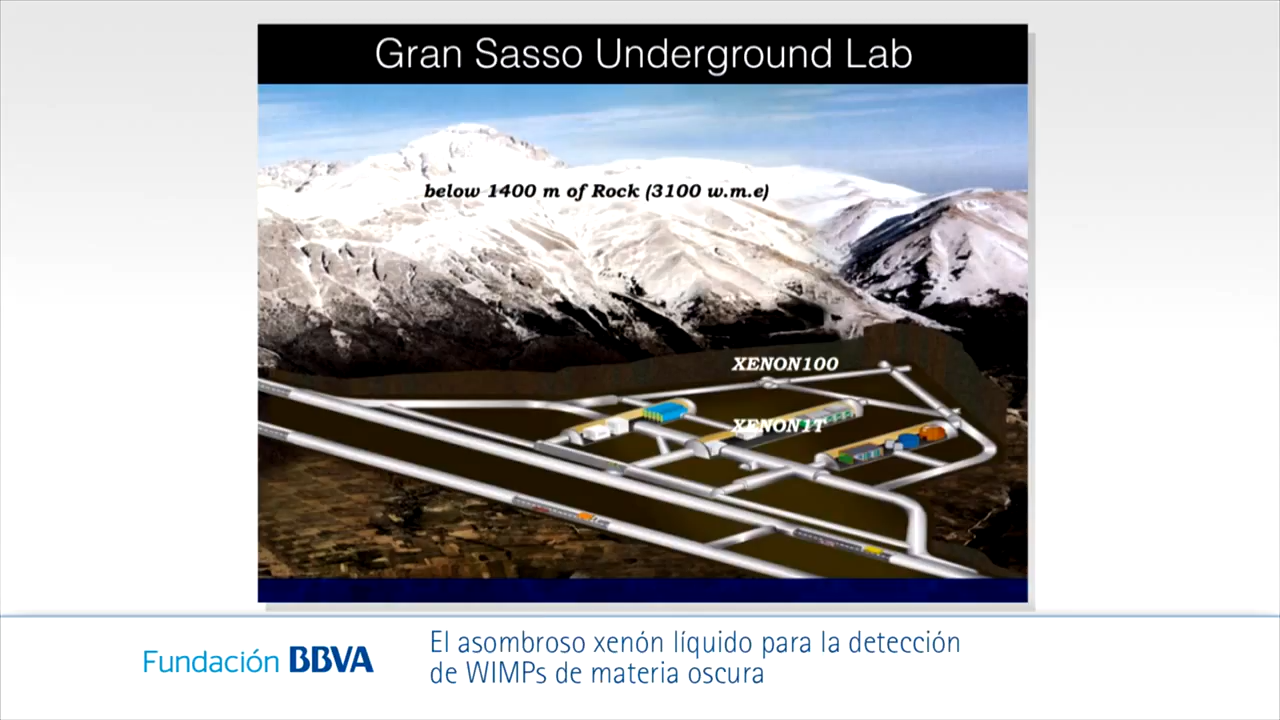 Gran Sasso Underground Lab
below 1400 m of Rock (3100 w.m.e)
XENON100
XENON1T
Fundación BBVA
El asombroso xenón líquido para la detección
de WIMPs de materia oscura